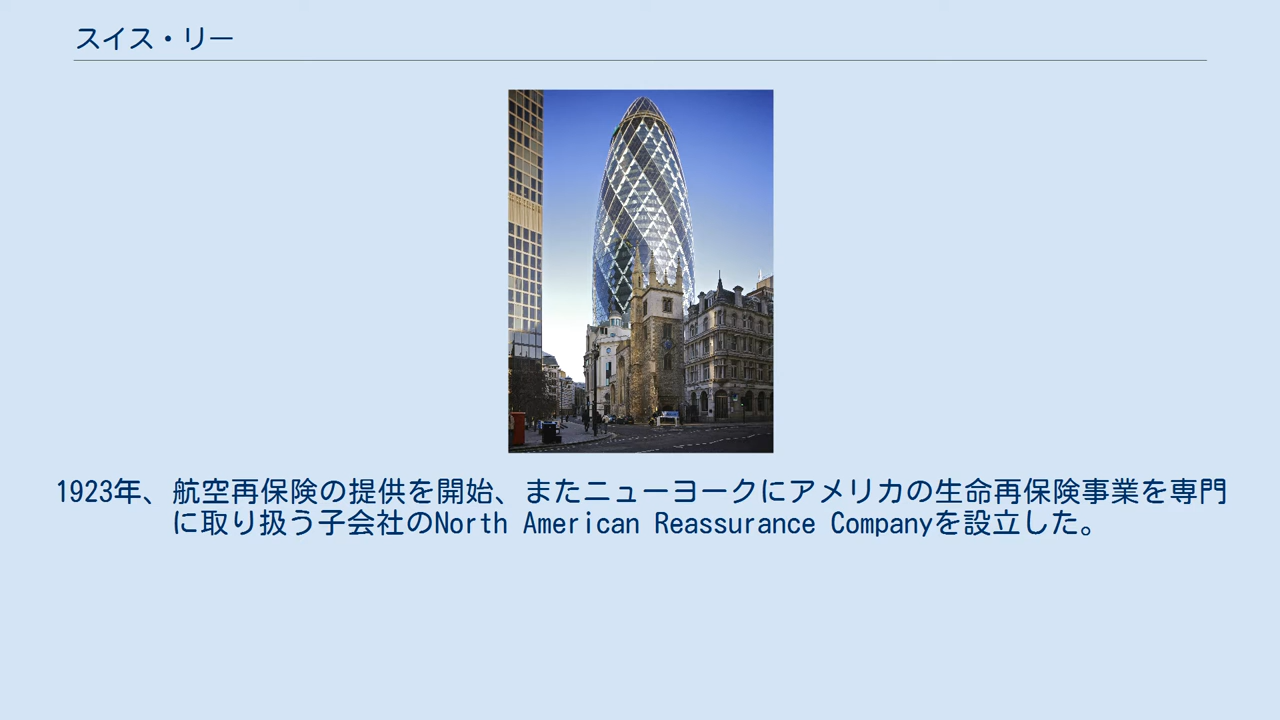 スイス・リー
1923年、航空再保険の提供を開始、またニューヨークにアメリカの生命再保険事業を専門
に取り扱う子会社のNorth American Reassurance Companyを設立した。